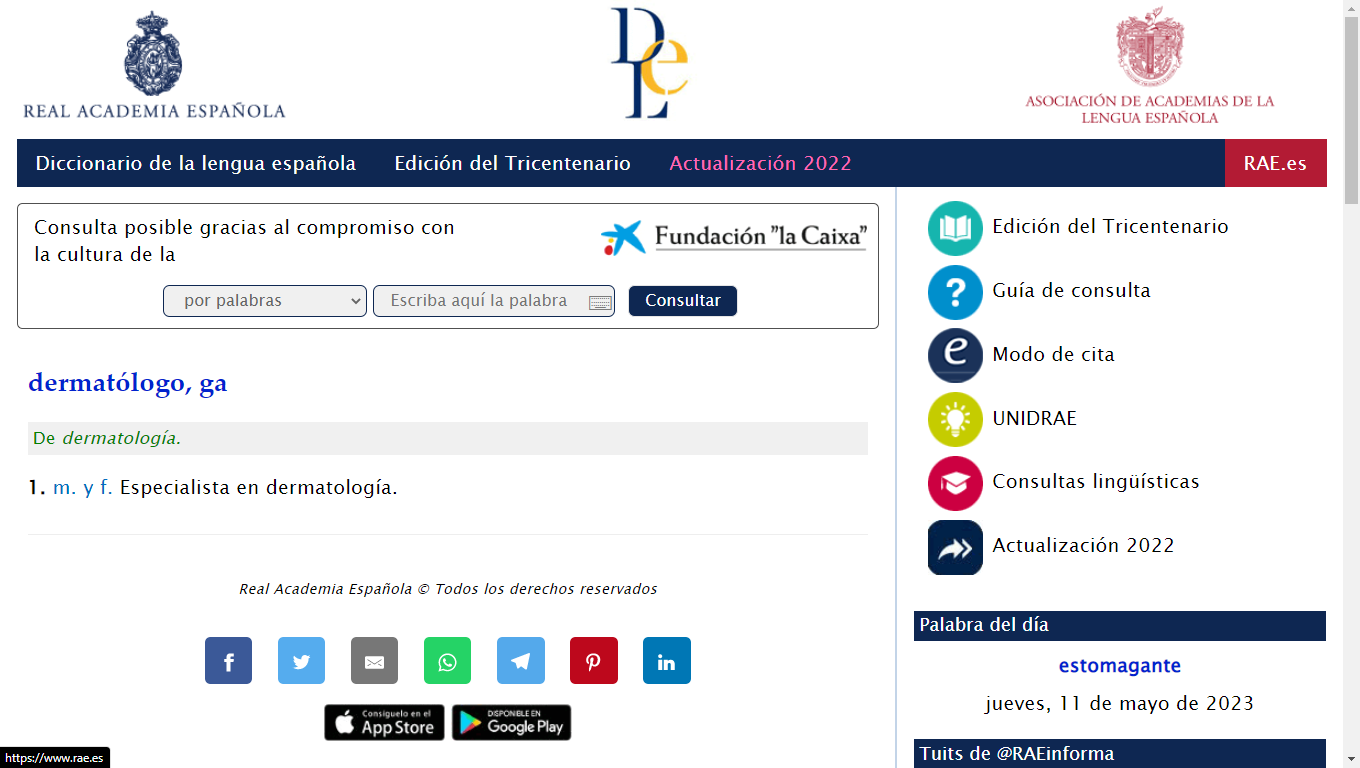 REAL ACADEMIA ESPAÑOLA
DLe
ASOCIACIÓN DE ACADEMIAS DE LA
LENGUA ESPAÑOLA
Diccionario de la lengua española Edición del Tricentenario Actualización 2022 RAE.es
Consulta posible gracias al compromiso con
la cultura de la
Fundación "la Caixa"
por palabras Escriba aquí la palabra Consultar
dermatólogo, ga
De dermatología.
1. m. y f. Especialista en dermatología.
Real Academia Española © Todos los derechos reservados
Consíguelo en el
App Store
DISPONIBLE EN
Google Play
Edición del Tricentenario
Guía de consulta
Modo de cita
UNIDRAE
Consultas lingüísticas
Actualización 2022
Palabra del día
estomagante
jueves, 11 de mayo de 2023
Tuits de @RAEinforma
https://www.rae.es